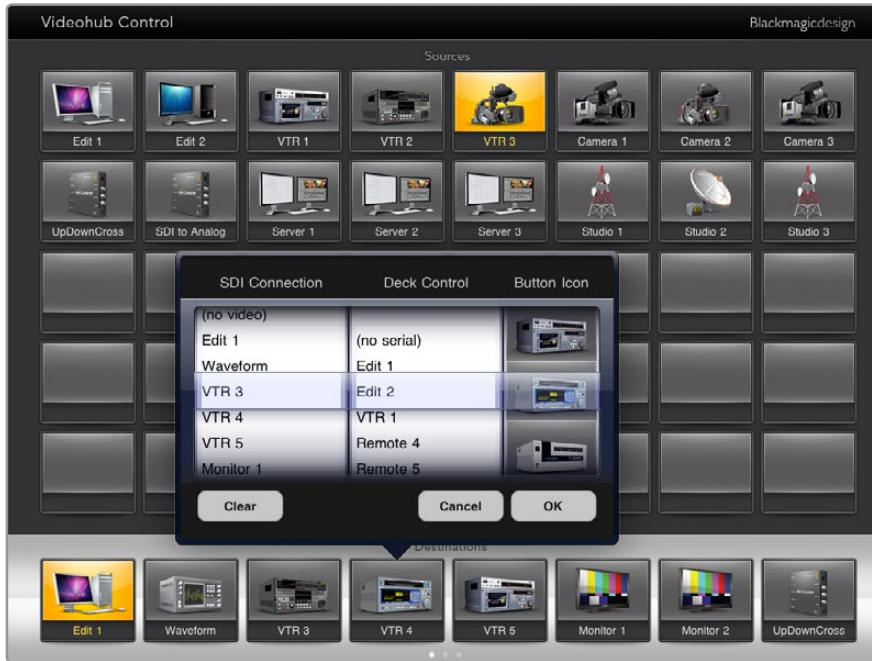 Videohub Control
Blackmagicdesign
Sources
Edit 1
Edit 2
VTR 1
VTR 2
VTR 3
Camera 1
Camera 2
Camera 3
UpDownCross
SDI to Analog
Server 1
Server 2
Server 3
Studio 1
Studio 2
Studio 3
SDI Connection
Deck Control
Button Icon
(no video)
Edit 1
Waveform
VTR 3
VTR 4
VTR 5
Monitor 1
(no serial)
Edit 1
Edit 2
VTR 1
Remote 4
Remote 5
Clear
Cancel
OK
Destinations
Edit 1
Waveform
VTR 3
VTR 4
VTR 5
Monitor 1
Monitor 2
UpDownCross